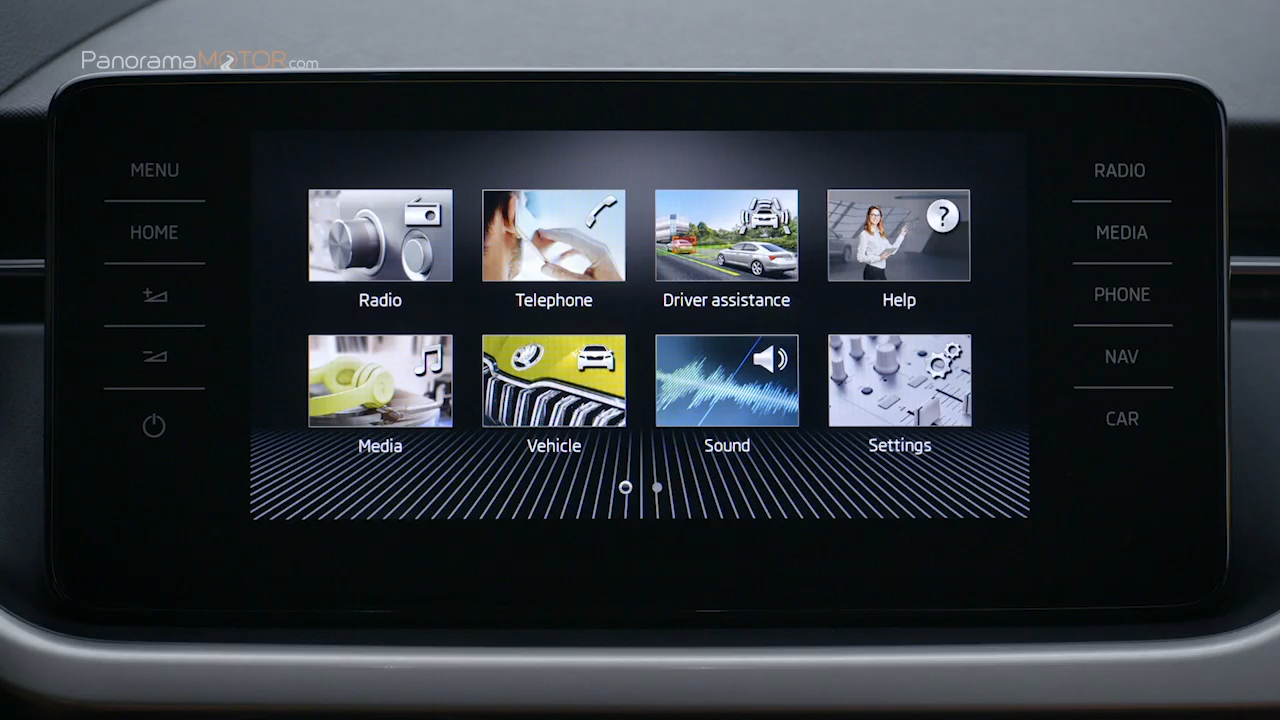 PanoramaMOTOR.com
MENU
RADIO
HOME
MEDIA
PHONE
NAV
CAR
Radio
Telephone
Driver assistance
Help
?
Media
Vehicle
Sound
Settings